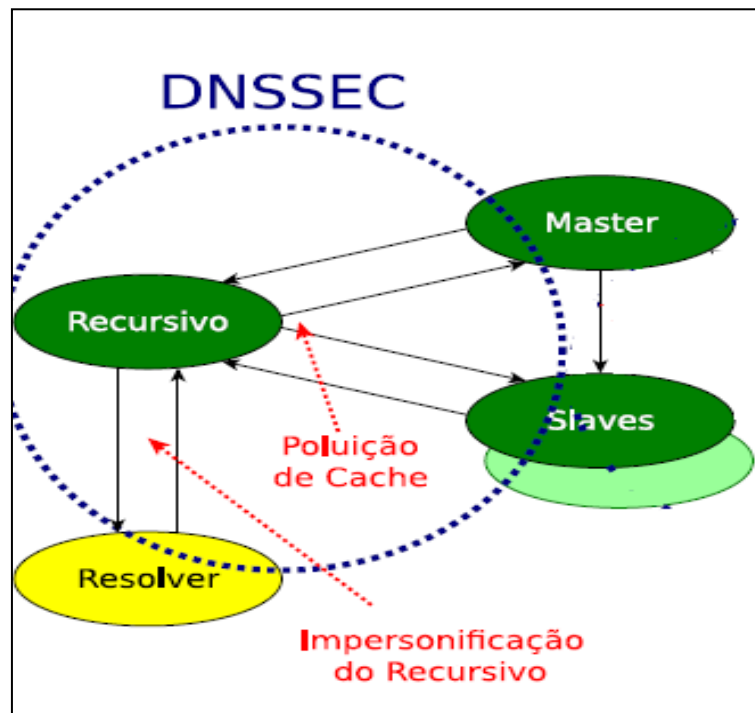 DNSSEC
Master
Recursivo
Slaves
Poluição
de Cache
Resolver
Impersonificação
do Recursivo